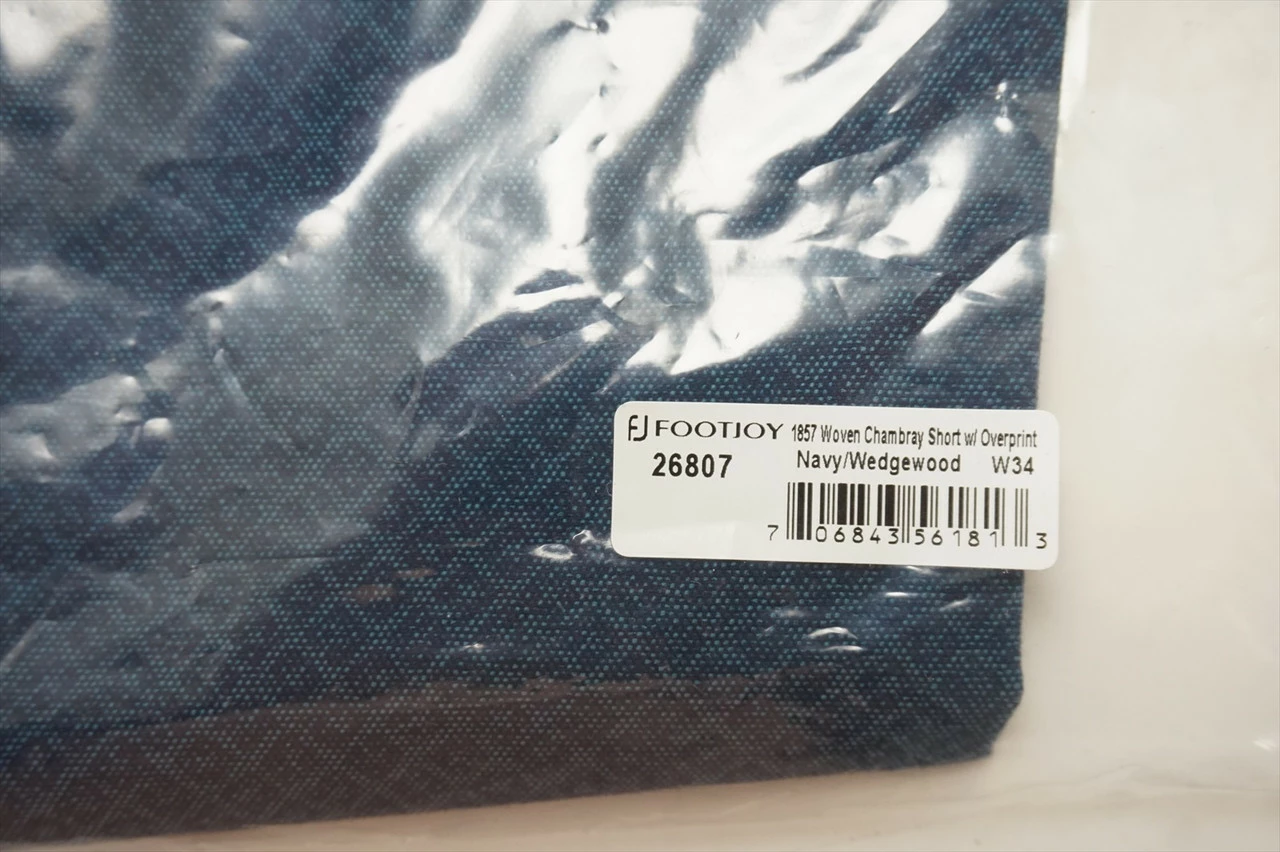 FJ FOOTJOY 1857 Woven Chambray Short w/ Overprint
26807 Navy/Wedgewood W34
7 06843 56181 3